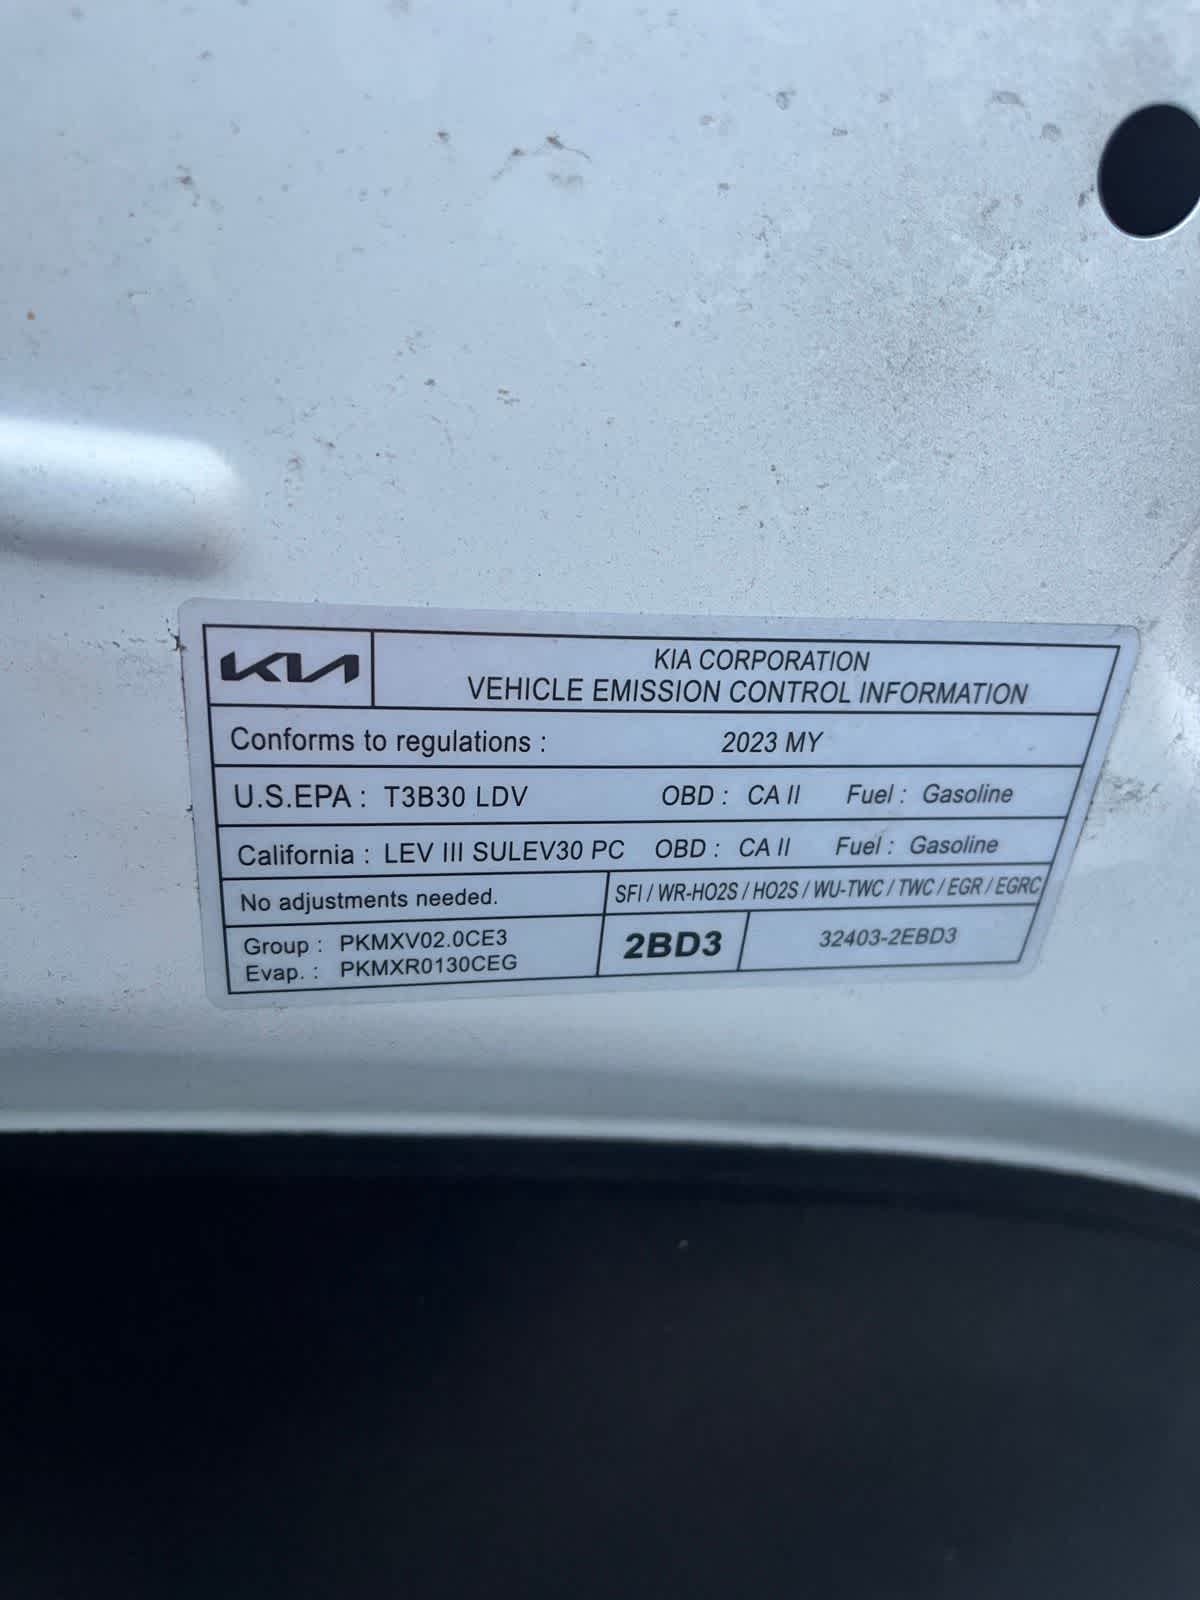 KIA
KIA CORPORATION
VEHICLE EMISSION CONTROL INFORMATION
Conforms to regulations : 2023 MY
U.S.EPA : T3B30 LDV OBD : CA II Fuel : Gasoline
California : LEV III SULEV30 PC OBD : CA II Fuel : Gasoline
No adjustments needed. SFI / WR-HO2S / HO2S / WU-TWC / TWC / EGR / EGRC
Group : PKMXV02.0CE3
Evap. : PKMXR0130CEG
2BD3
32403-2EBD3